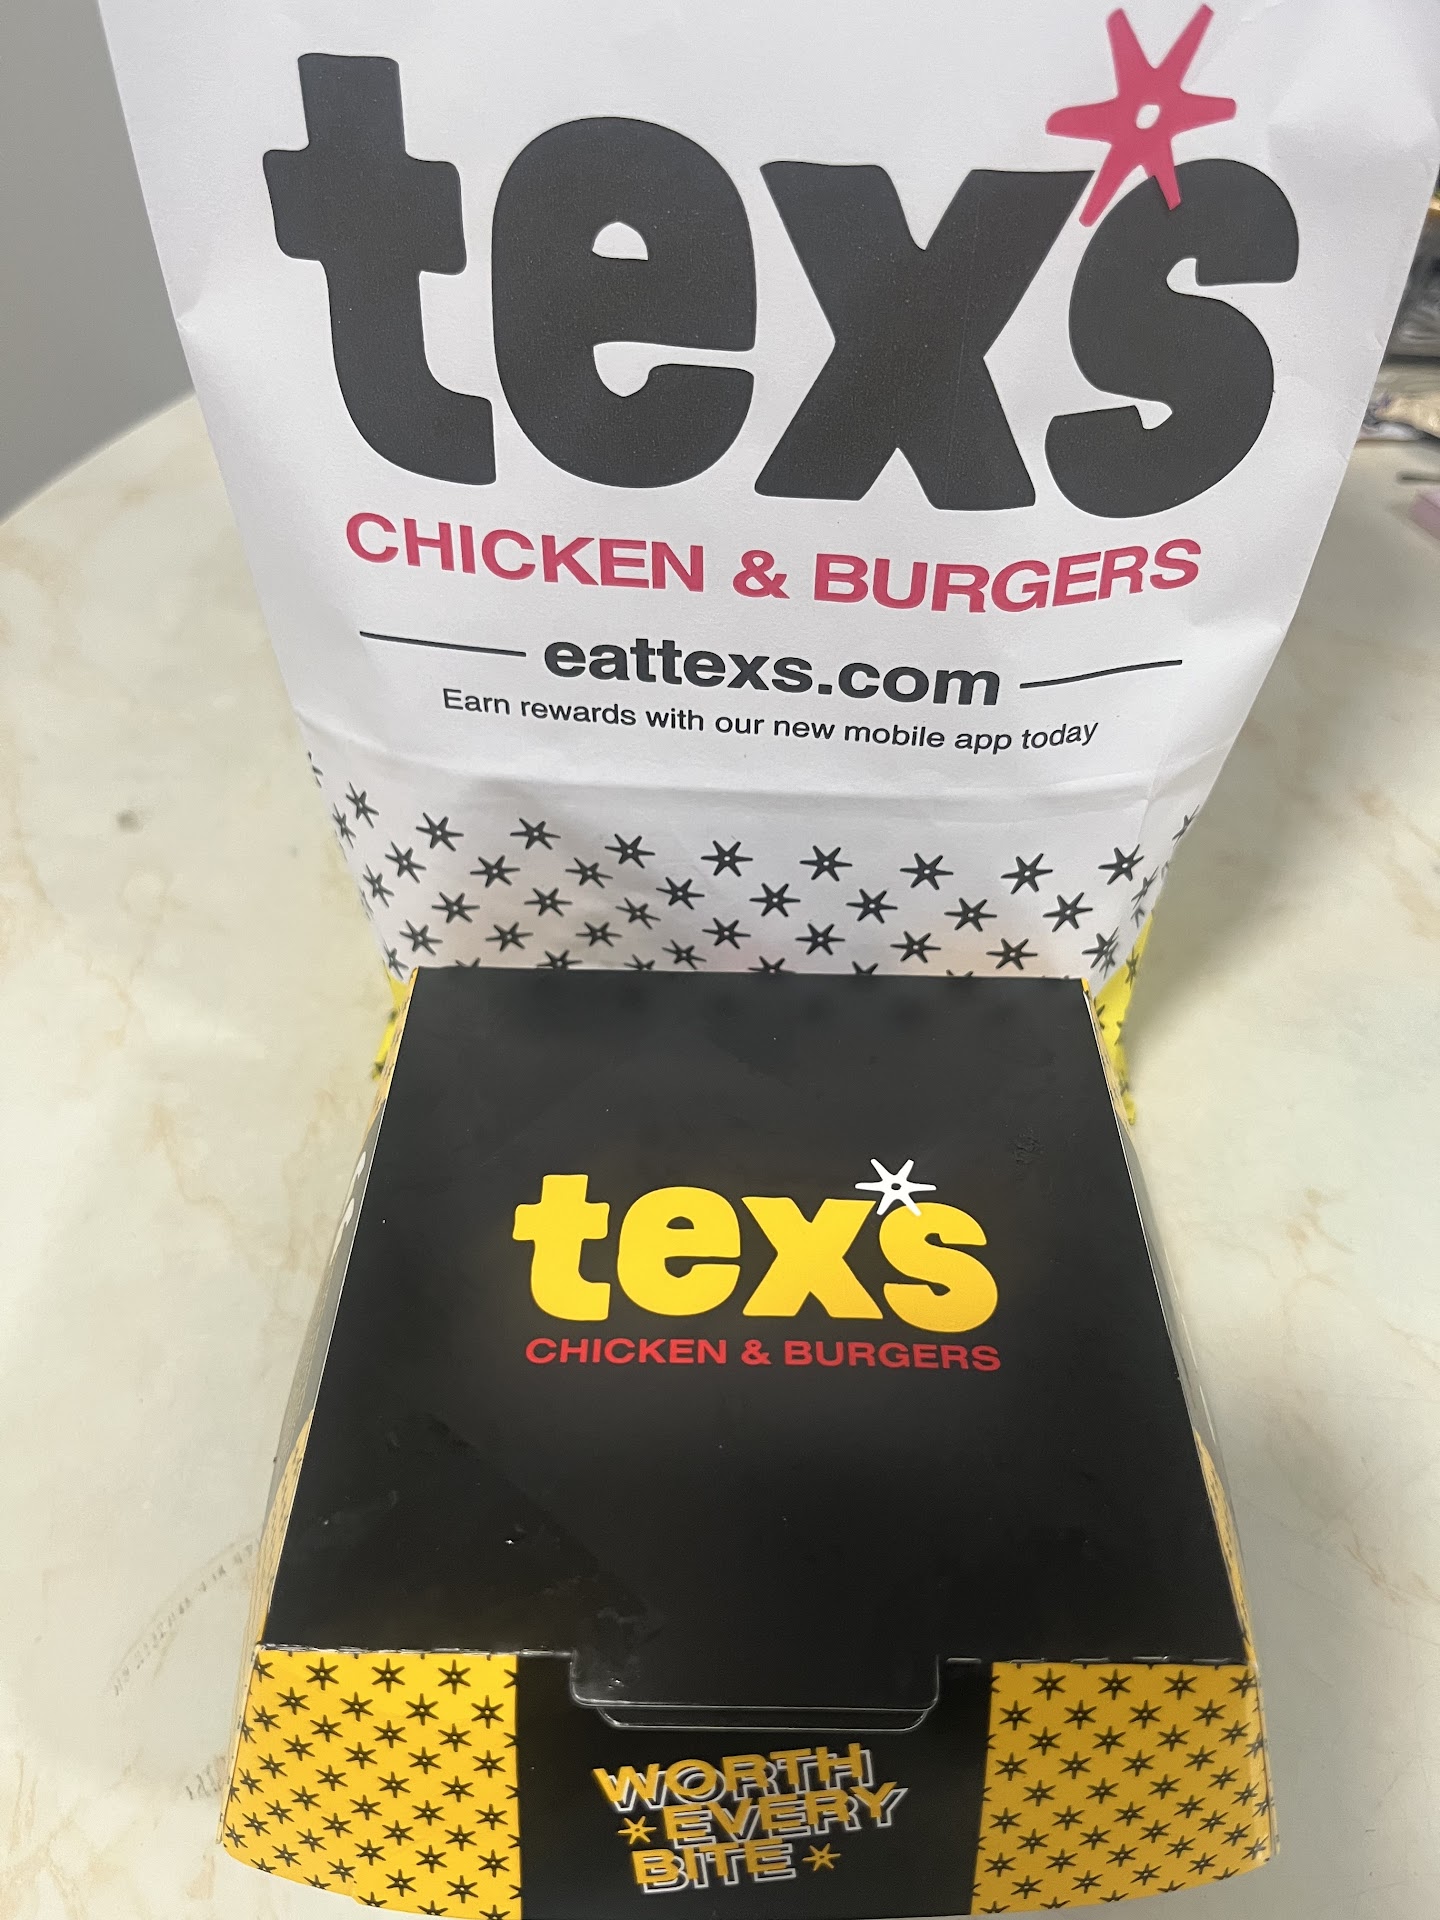 tex's
CHICKEN & BURGERS
eattexs.com
Earn rewards with our new mobile app today
tex's
CHICKEN & BURGERS
WORTH
EVERY
BITE